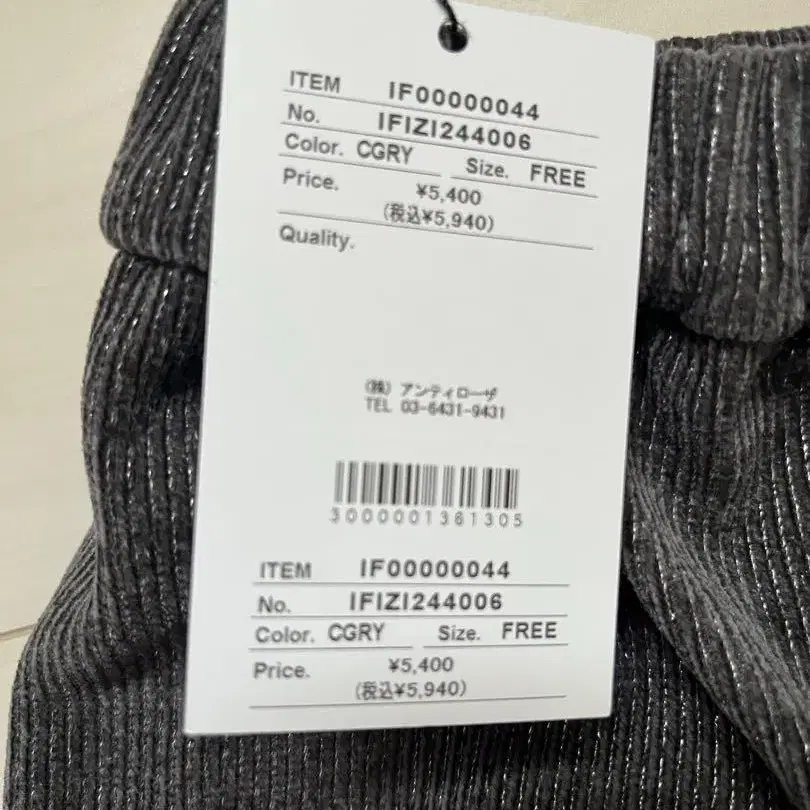 ITEM IF00000044
No. IFIZI244006
Color. CGRY Size. FREE
Price. ¥5,400
(税込¥5,940)
Quality.
(株) アンティローザ
TEL 03-6431-9431
3000001361305
ITEM IF00000044
No. IFIZI244006
Color. CGRY Size. FREE
Price. ¥5,400
(税込¥5,940)